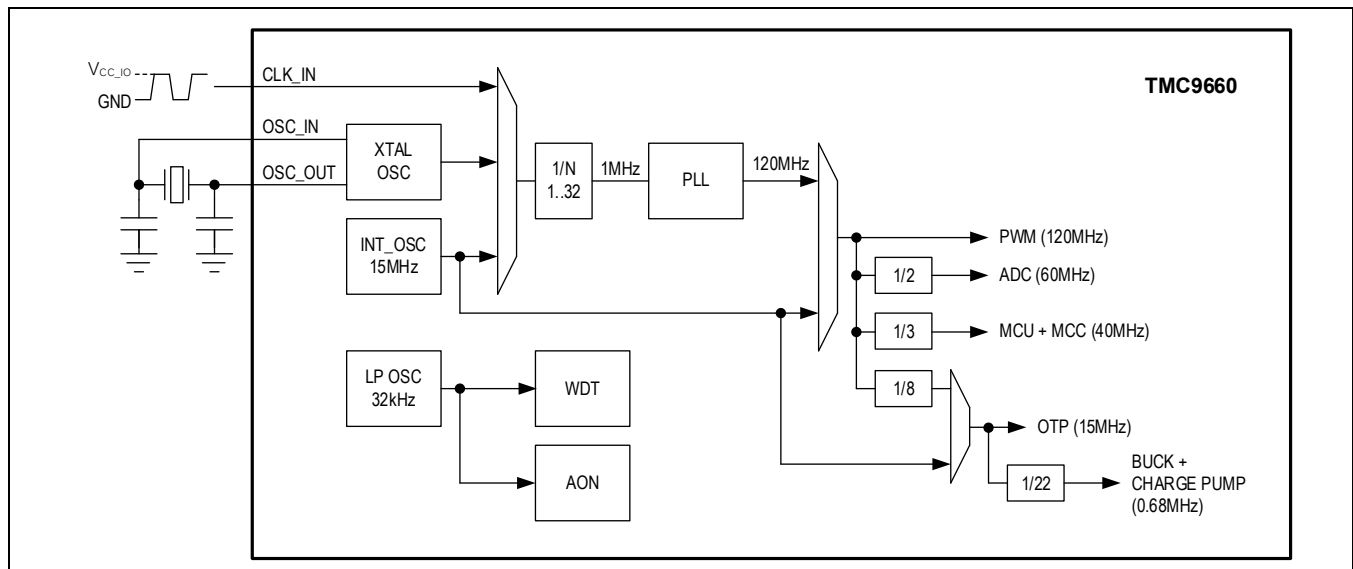 VCC_IO
GND
CLK_IN
TMC9660
OSC_IN
OSC_OUT
XTAL
OSC
1/N
1..32
1MHz
PLL
120MHz
INT_OSC
15MHz
PWM (120MHz)
1/2
ADC (60MHz)
1/3
MCU + MCC (40MHz)
LP OSC
32kHz
WDT
1/8
OTP (15MHz)
AON
1/22
BUCK +
CHARGE PUMP
(0.68MHz)